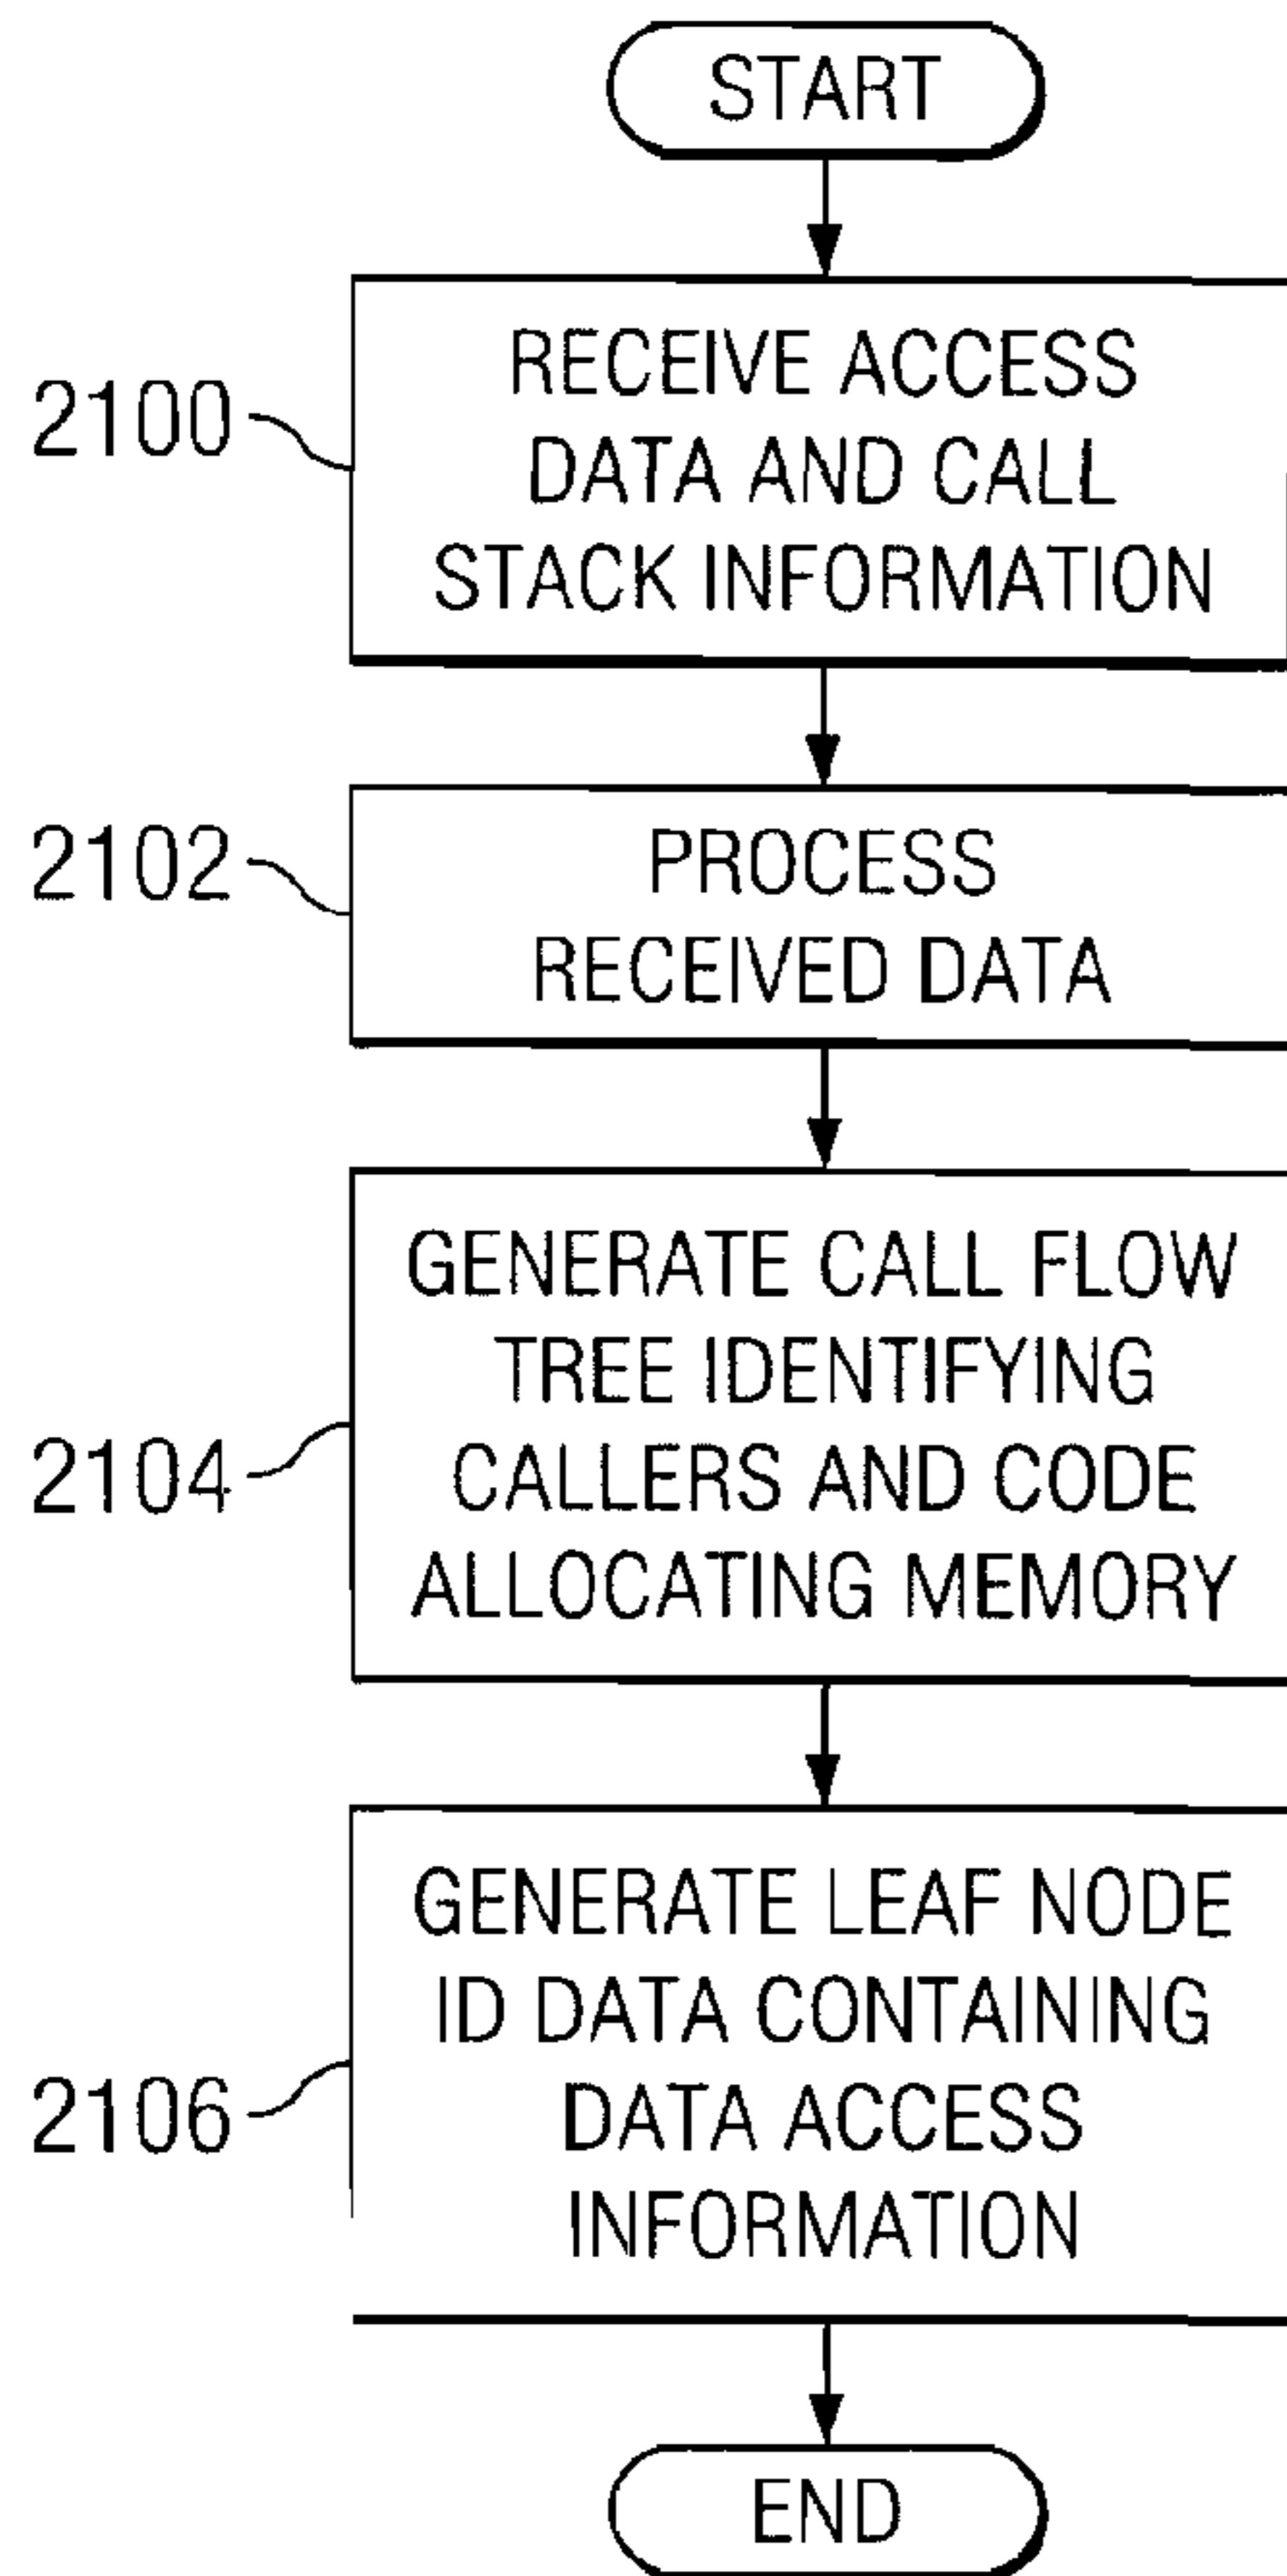 START
2100
RECEIVE ACCESS
DATA AND CALL
STACK INFORMATION
2102
PROCESS
RECEIVED DATA
2104
GENERATE CALL FLOW
TREE IDENTIFYING
CALLERS AND CODE
ALLOCATING MEMORY
2106
GENERATE LEAF NODE
ID DATA CONTAINING
DATA ACCESS
INFORMATION
END